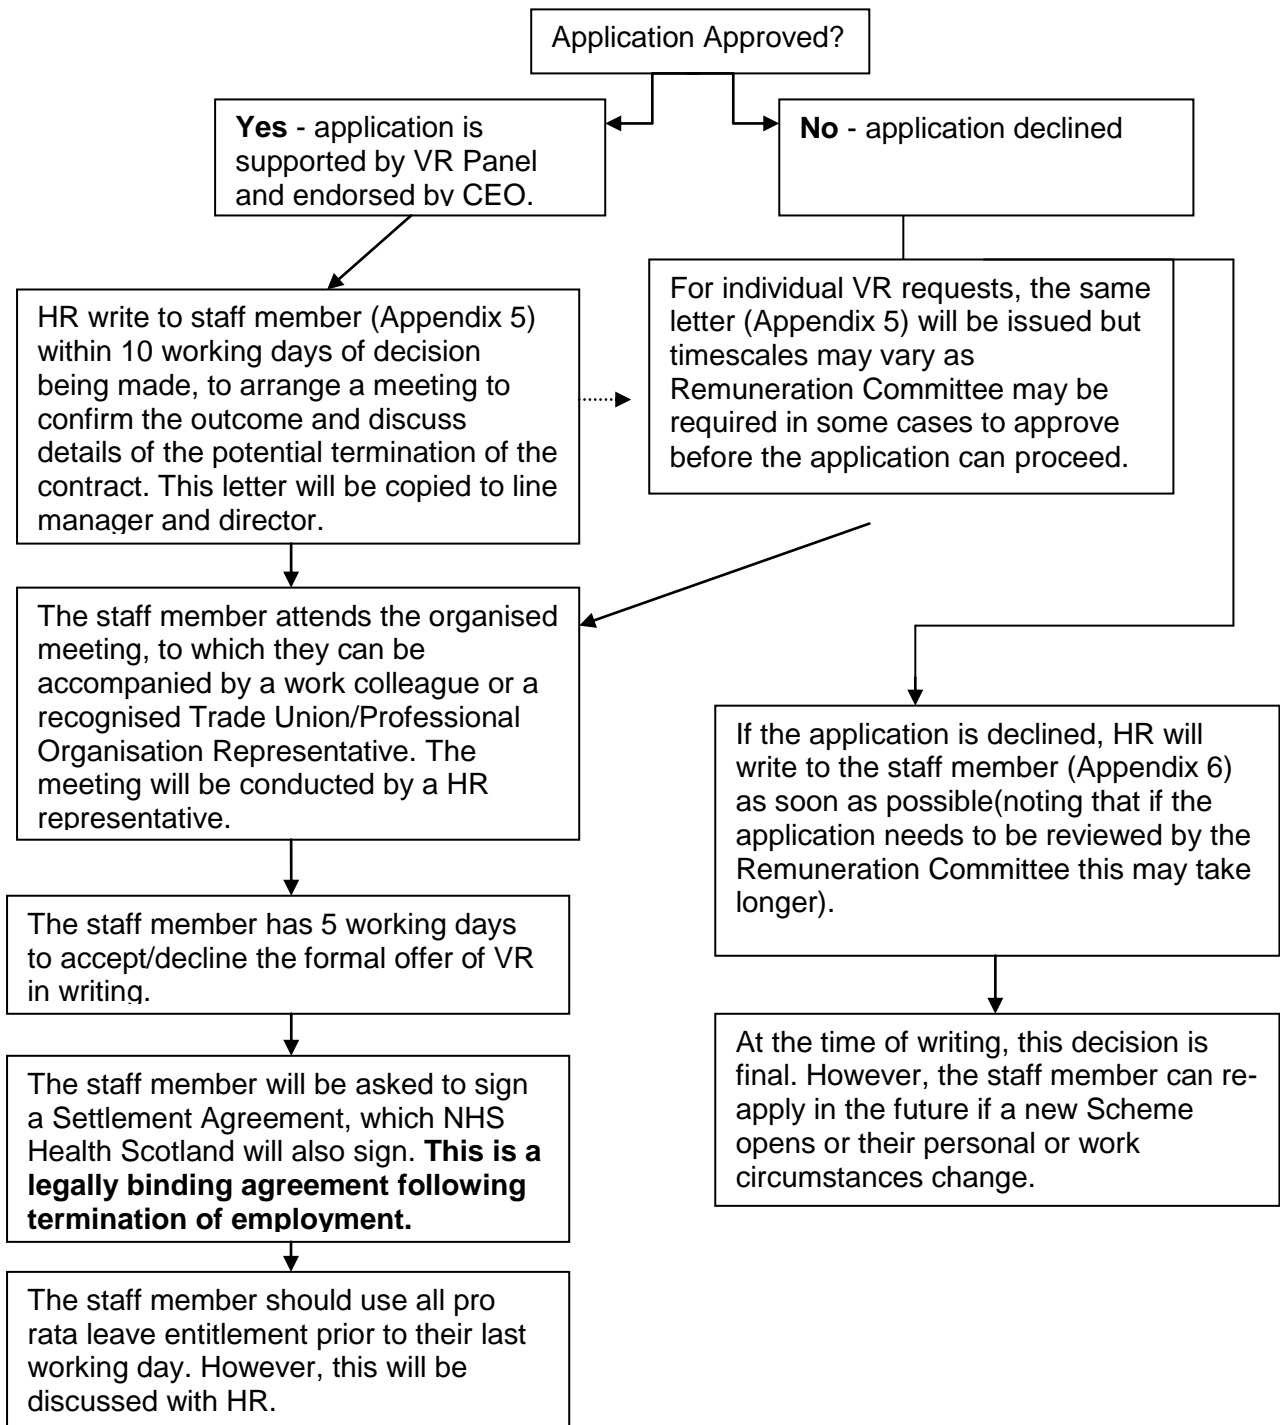 Application Approved?
Yes - application is
supported by VR Panel
and endorsed by CEO.
No - application declined
HR write to staff member (Appendix 5)
within 10 working days of decision
being made, to arrange a meeting to
confirm the outcome and discuss
details of the potential termination of the
contract. This letter will be copied to line
manager and director.
For individual VR requests, the same
letter (Appendix 5) will be issued but
timescales may vary as
Remuneration Committee may be
required in some cases to approve
before the application can proceed.
The staff member attends the organised
meeting, to which they can be
accompanied by a work colleague or a
recognised Trade Union/Professional
Organisation Representative. The
meeting will be conducted by a HR
representative.
The staff member has 5 working days
to accept/decline the formal offer of VR
in writing.
The staff member will be asked to sign
a Settlement Agreement, which NHS
Health Scotland will also sign. This is a
legally binding agreement following
termination of employment.
The staff member should use all pro
rata leave entitlement prior to their last
working day. However, this will be
discussed with HR.
If the application is declined, HR will
write to the staff member (Appendix 6)
as soon as possible(noting that if the
application needs to be reviewed by the
Remuneration Committee this may take
longer).
At the time of writing, this decision is
final. However, the staff member can re-
apply in the future if a new Scheme
opens or their personal or work
circumstances change.